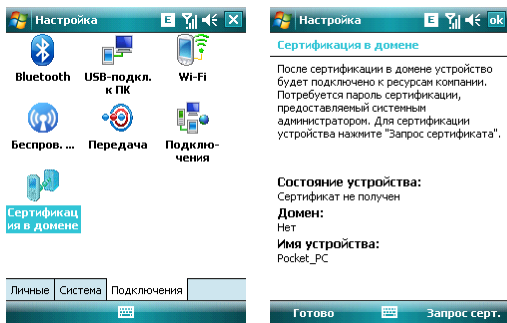 Настройка
E
Bluetooth
USB-подкл.
к ПК
Wi-Fi
Беспров. ...
Передача
Подклю-
чения
Сертификац
ия в домене
Личные
Система
Подключения
Настройка
E
ok
Сертификация в домене
После сертификации в домене устройство
будет подключено к ресурсам компании.
Потребуется пароль сертификации,
предоставляемый системным
администратором. Для сертификации
устройства нажмите "Запрос сертификата".
Состояние устройства:
Сертификат не получен
Домен:
Нет
Имя устройства:
Pocket_PC
Готово
Запрос серт.